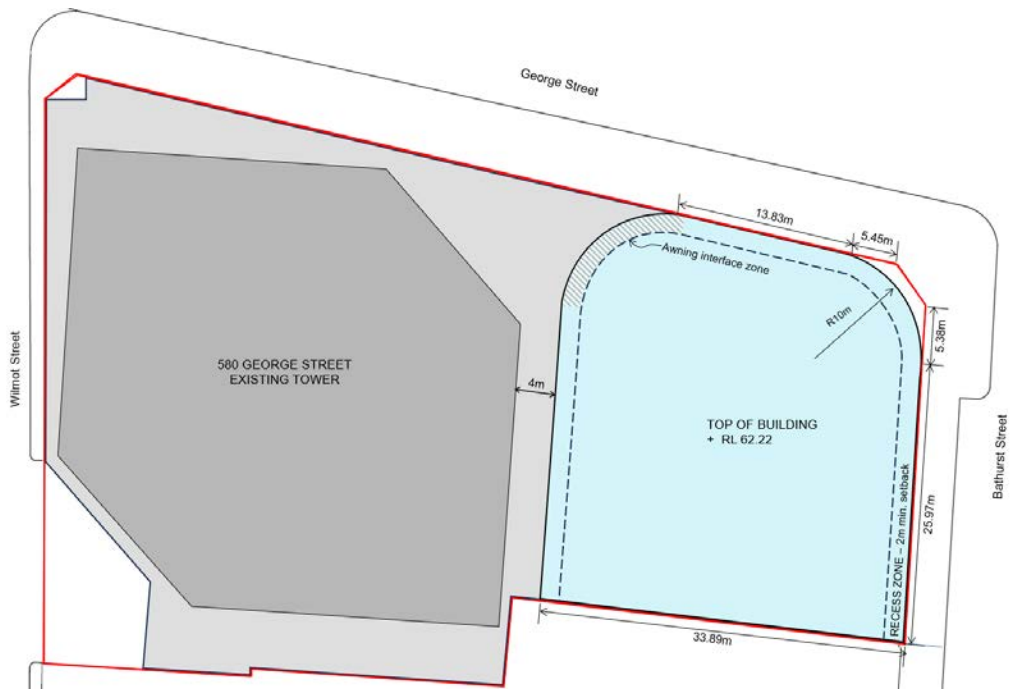 George Street
13.83m
5.45m
Awning interface zone
R10m
5.38m
Wilmot Street
580 GEORGE STREET
EXISTING TOWER
4m
TOP OF BUILDING
+ RL 62.22
RECESS ZONE – 2m min. setback
25.97m
Bathurst Street
33.89m